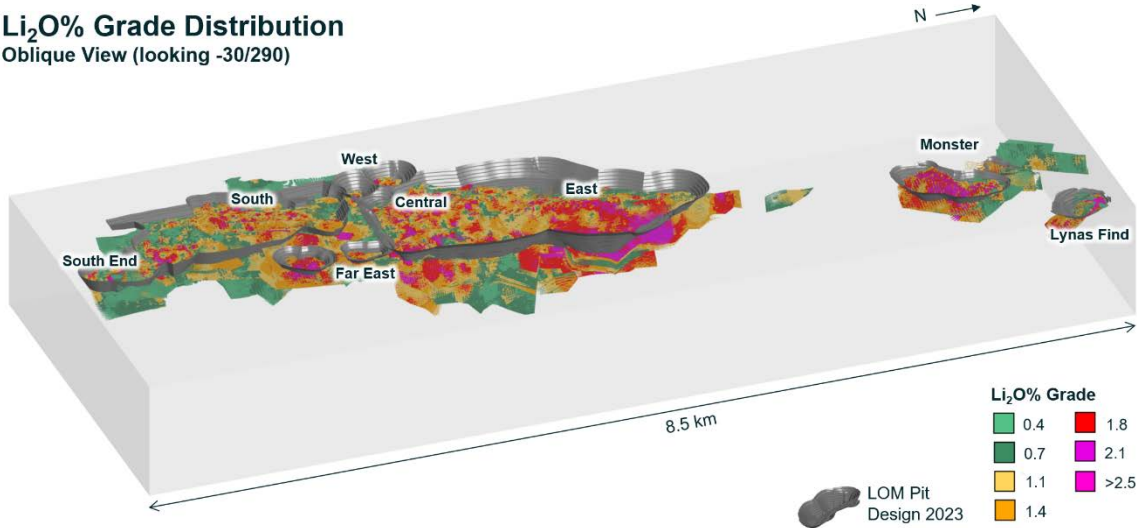 Li₂O% Grade Distribution
Oblique View (looking -30/290)
N
West
Monster
South
Central
East
South End
Far East
Lynas Find
8.5 km
Li₂O% Grade
0.4
1.8
0.7
2.1
1.1
>2.5
1.4
LOM Pit
Design 2023